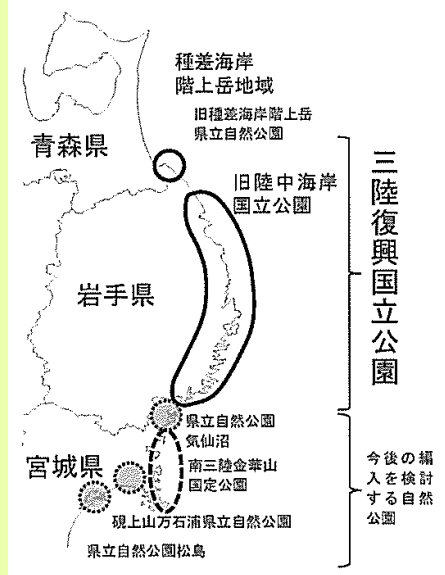 種差海岸
階上岳地域
旧種差海岸階上岳
県立自然公園
青森県
旧陸中海岸
国立公園
三陸復興国立公園
岩手県
県立自然公園
気仙沼
宮城県
南三陸金華山
国定公園
硯上山万石浦県立自然公園
県立自然公園松島
今後の編
入を検討
する自然
公園